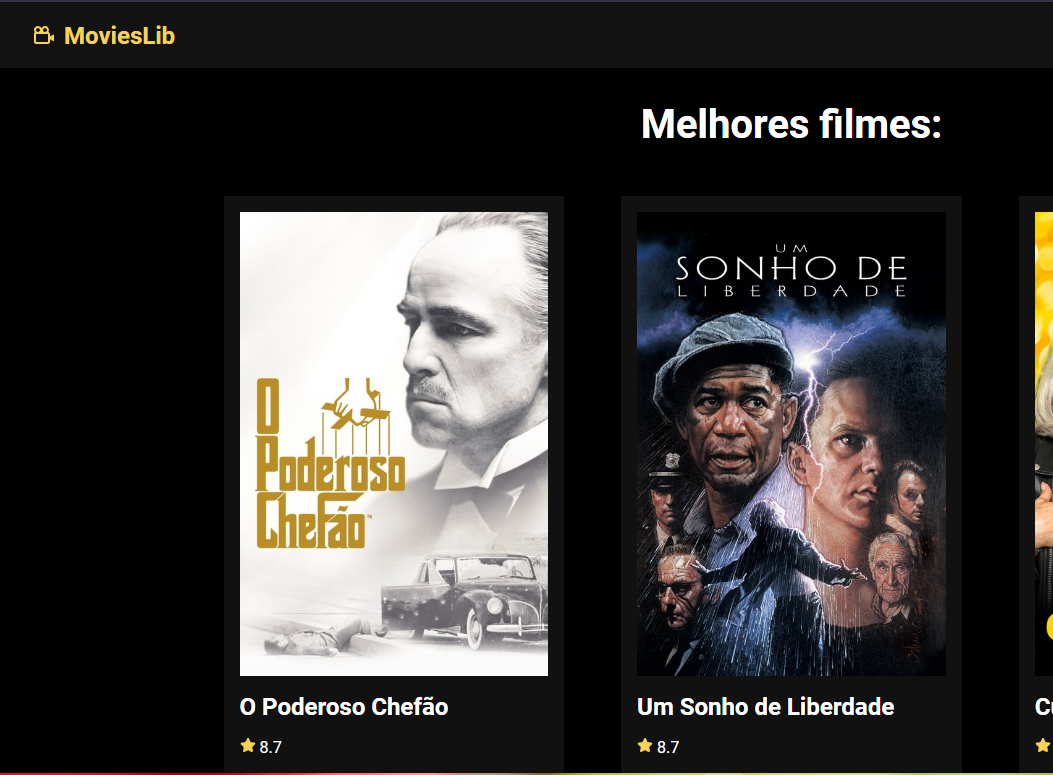 MoviesLib
Melhores filmes:
O
Poderoso
Chefão™
UM
SONHO DE
LIBERDADE
O Poderoso Chefão
Um Sonho de Liberdade
8.7
8.7